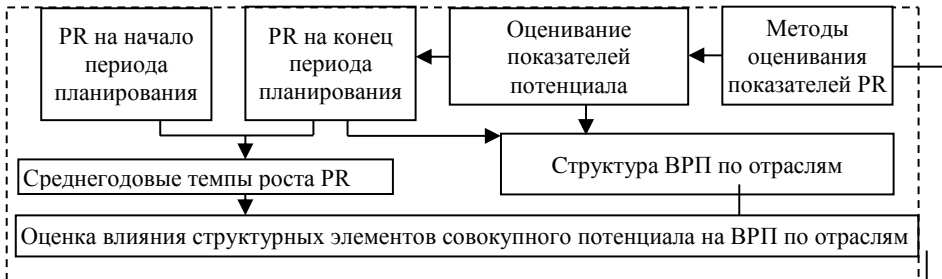 PR на начало
периода
планирования
PR на конец
периода
планирования
Оценивание
показателей
потенциала
Методы
оценивания
показателей PR
Структура ВРП по отраслям
Среднегодовые темпы роста PR
Оценка влияния структурных элементов совокупного потенциала на ВРП по отраслям